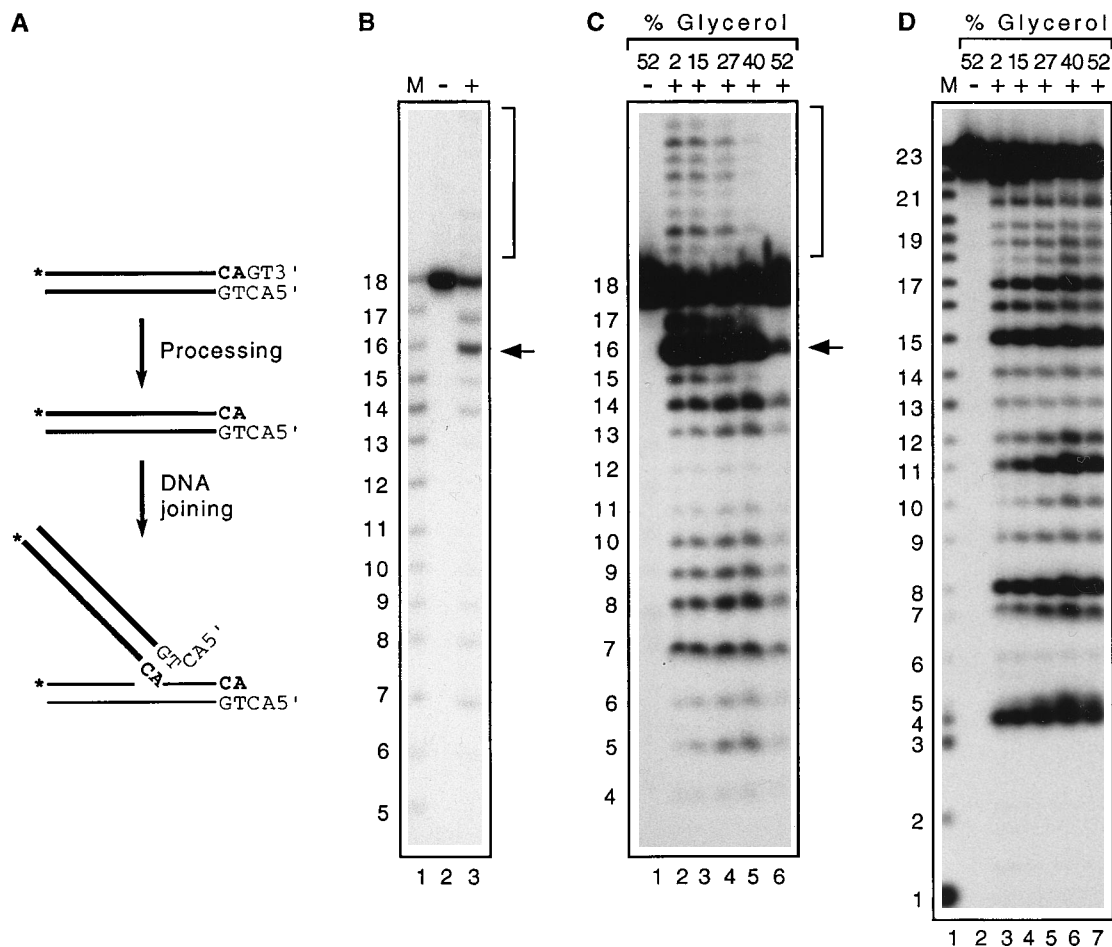 A
*CAGT3'
GTCA5'
Processing
*CA
GTCA5'
DNA
joining
*
GTCA5'
CA
*CA
GTCA5'
B
M - +
18
17
16
15
14
13
12
11
10
9
8
7
6
5
1 2 3
C
% Glycerol
52 2 15 27 40 52
- + + + + +
18
17
16
15
14
13
12
11
10
9
8
7
6
5
4
1 2 3 4 5 6
D
% Glycerol
52 2 15 27 40 52
M - + + + + +
23
21
19
17
15
14
13
12
11
10
9
8
7
6
5
4
3
2
1
1 2 3 4 5 6 7